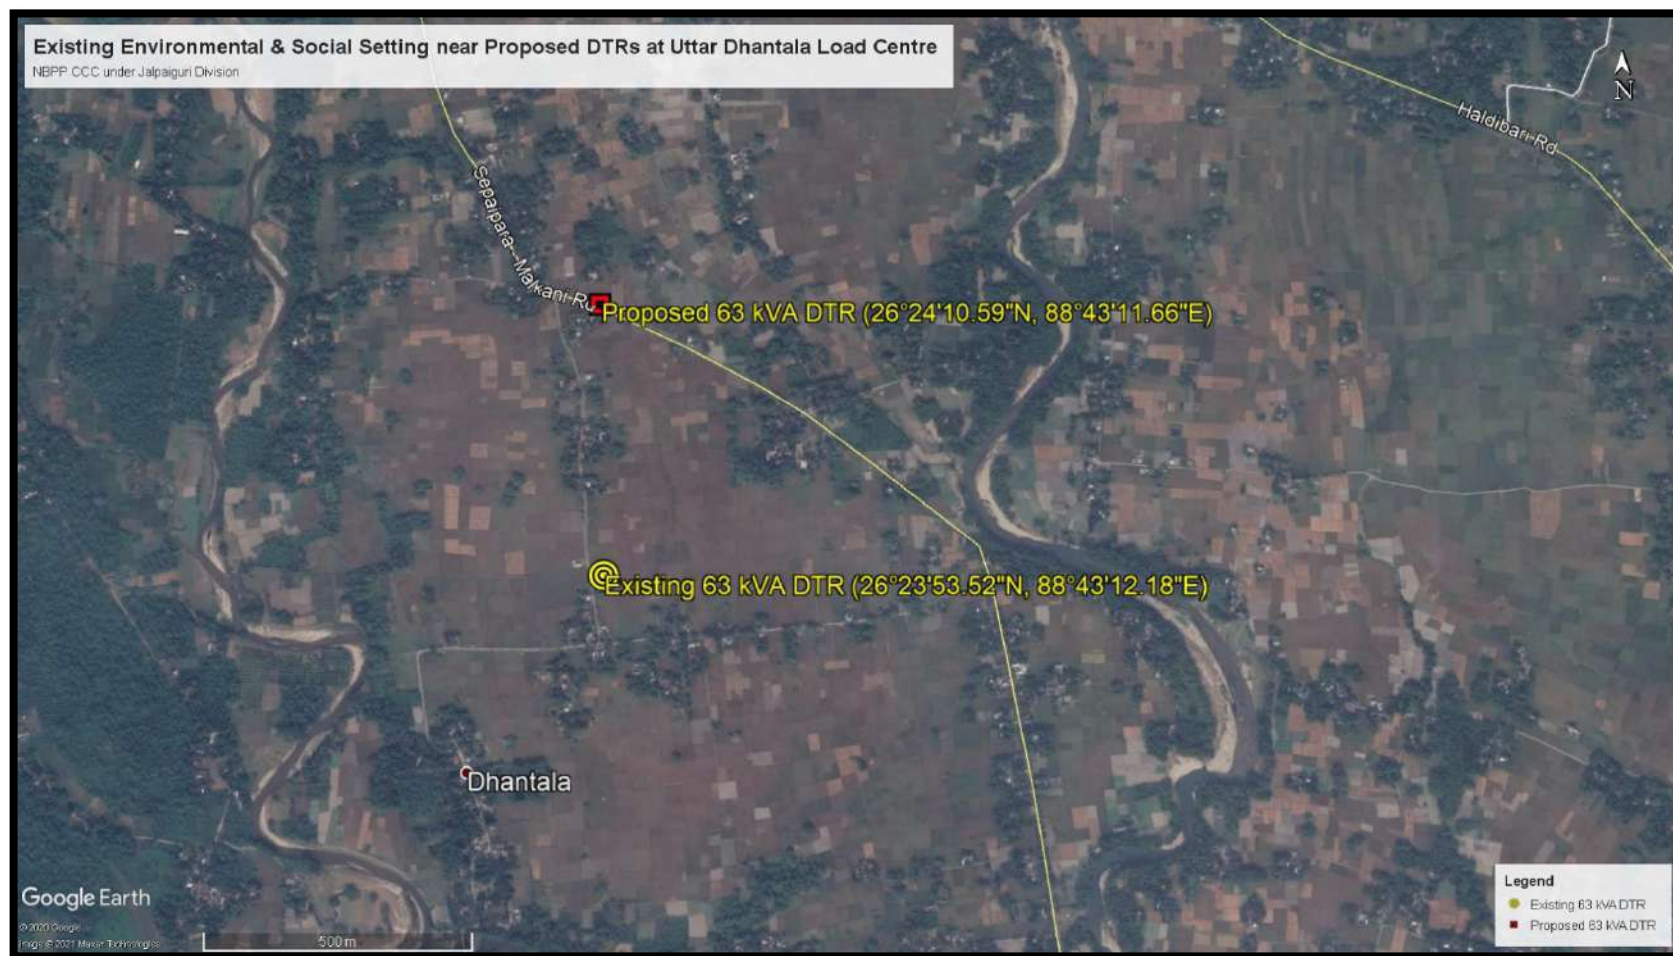 Existing Environmental & Social Setting near Proposed DTRs at Uttar Dhantala Load Centre
NBPP CCC under Jalpaiguri Division
N
Haldibari Rd
Sepaipara - Malkani Rd
Proposed 63 kVA DTR (26°24'10.59"N, 88°43'11.66"E)
Existing 63 kVA DTR (26°23'53.52"N, 88°43'12.18"E)
Dhantala
Google Earth
© 2020 Google
Image © 2021 Maxar Technologies
500 m
Legend
Existing 63 kVA DTR
Proposed 63 kVA DTR